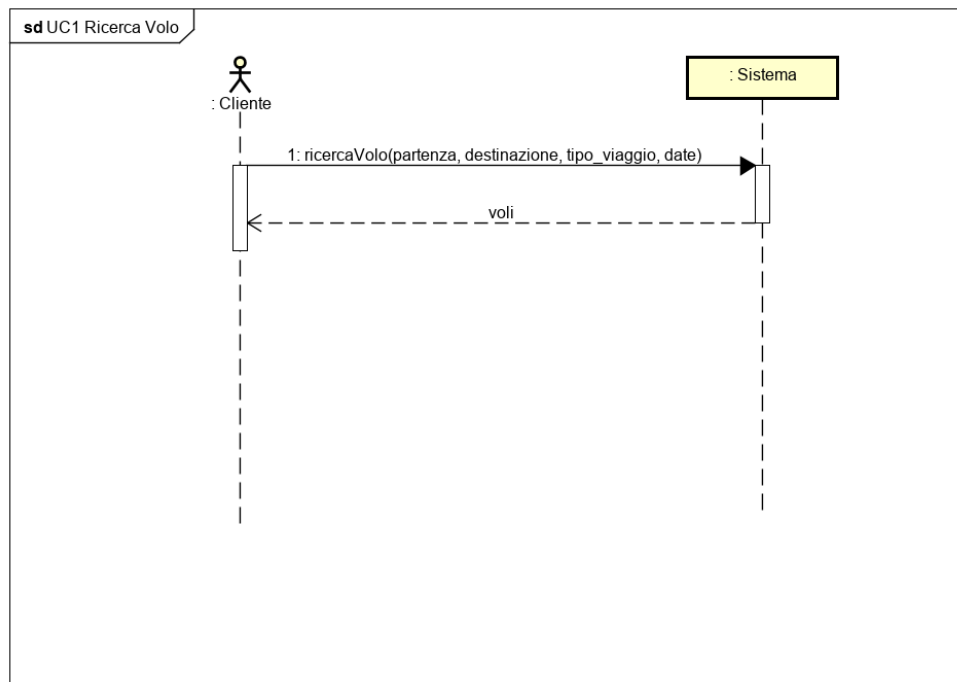 sd UC1 Ricerca Volo
: Cliente
: Sistema
1: ricercaVolo(partenza, destinazione, tipo_viaggio, date)
voli